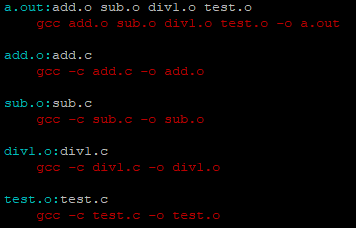 a.out:add.o sub.o div1.o test.o
gcc add.o sub.o div1.o test.o -o a.out
add.o:add.c
gcc -c add.c -o add.o
sub.o:sub.c
gcc -c sub.c -o sub.o
div1.o:div1.c
gcc -c div1.c -o div1.o
test.o:test.c
gcc -c test.c -o test.o